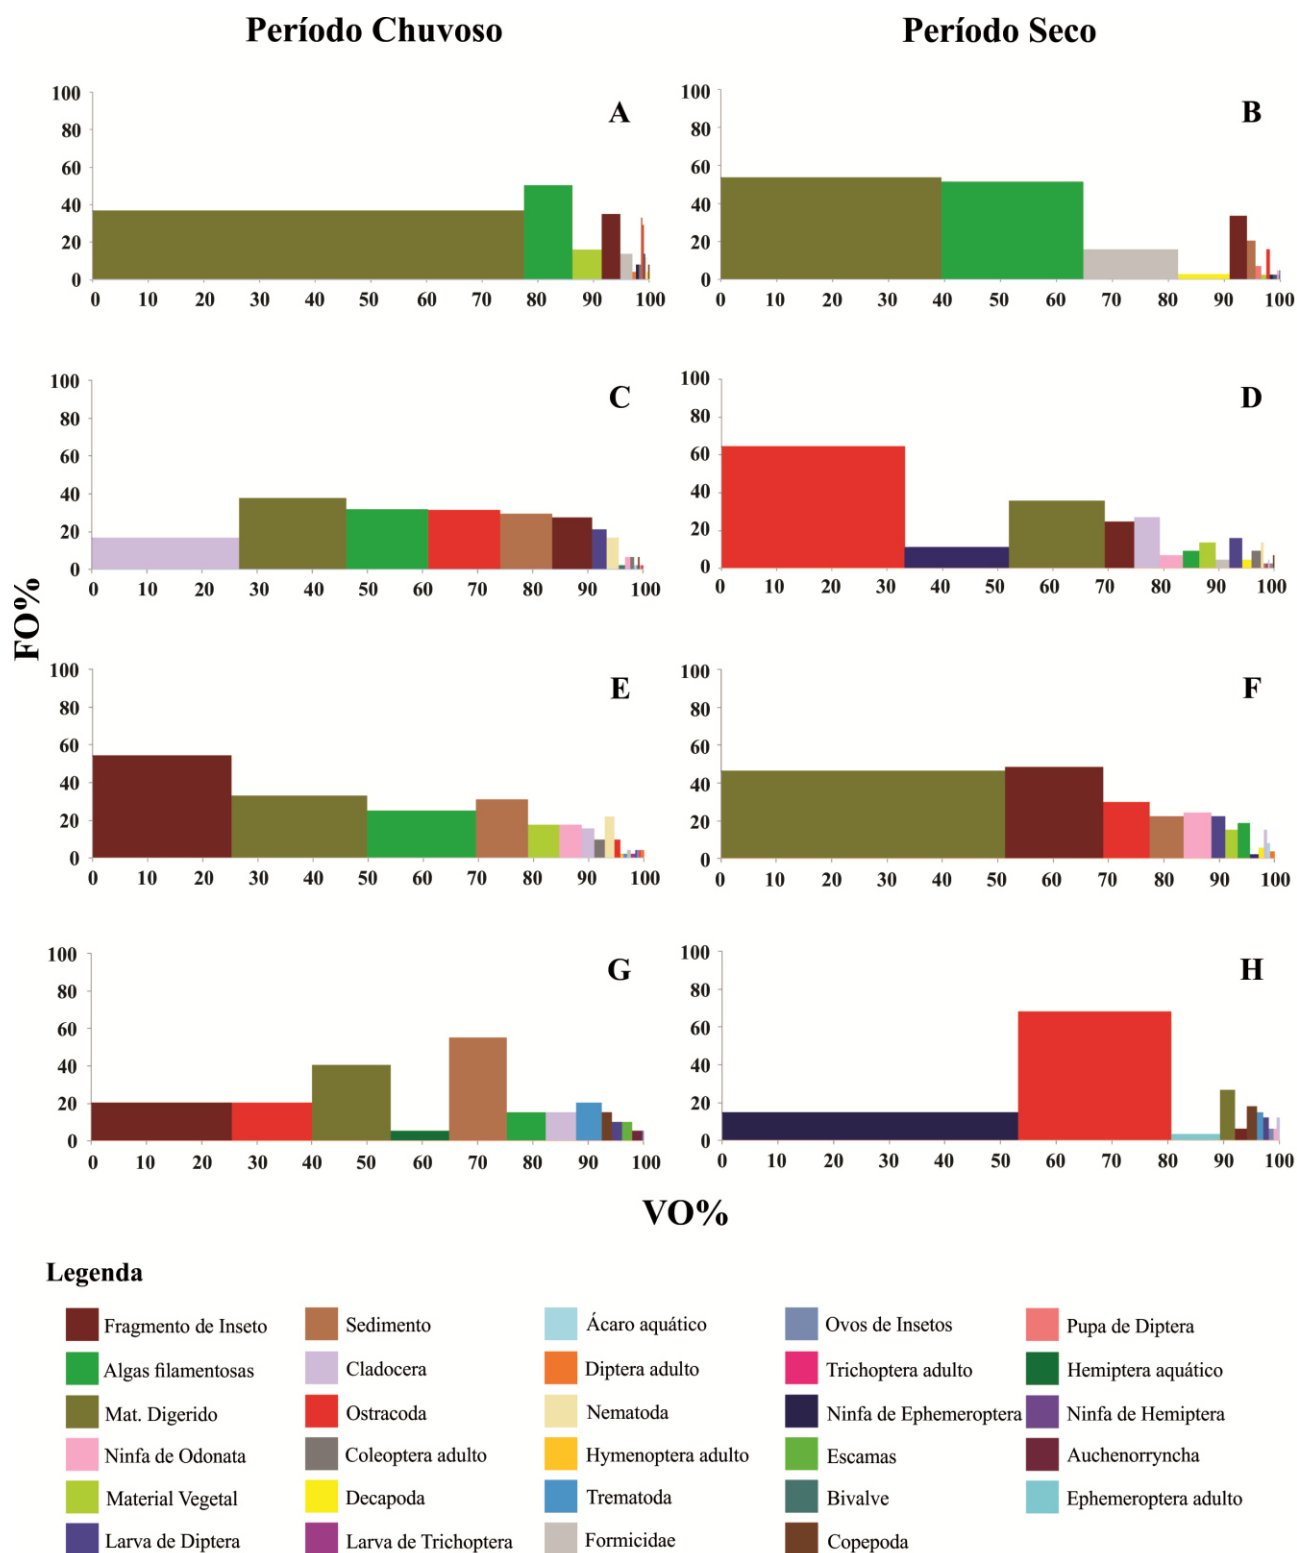 Período Chuvoso
Período Seco
A
100
80
60
40
20
0
0 10 20 30 40 50 60 70 80 90 100
B
100
80
60
40
20
0
0 10 20 30 40 50 60 70 80 90 100
C
100
80
60
40
20
0
0 10 20 30 40 50 60 70 80 90 100
D
100
80
60
40
20
0
0 10 20 30 40 50 60 70 80 90 100
FO%
E
100
80
60
40
20
0
0 10 20 30 40 50 60 70 80 90 100
F
100
80
60
40
20
0
0 10 20 30 40 50 60 70 80 90 100
G
100
80
60
40
20
0
0 10 20 30 40 50 60 70 80 90 100
H
100
80
60
40
20
0
0 10 20 30 40 50 60 70 80 90 100
VO%
Legenda
Fragmento de Inseto
Sedimento
Ácaro aquático
Ovos de Insetos
Pupa de Diptera
Algas filamentosas
Cladocera
Diptera adulto
Trichoptera adulto
Hemiptera aquático
Mat. Digerido
Ostracoda
Nematoda
Ninfa de Ephemeroptera
Ninfa de Hemiptera
Ninfa de Odonata
Coleoptera adulto
Hymenoptera adulto
Escamas
Auchenorryncha
Material Vegetal
Decapoda
Trematoda
Bivalve
Ephemeroptera adulto
Larva de Diptera
Larva de Trichoptera
Formicidae
Copepoda